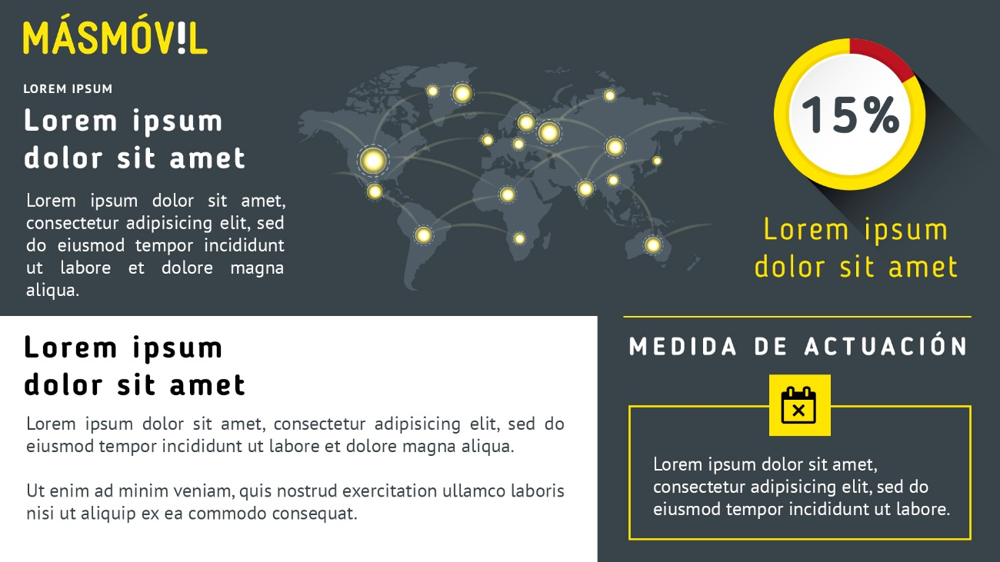 MÁSMÓV!L
LOREM IPSUM
Lorem ipsum
dolor sit amet
Lorem ipsum dolor sit amet,
consectetur adipisicing elit, sed
do eiusmod tempor incididunt
ut labore et dolore magna
aliqua.
15%
Lorem ipsum
dolor sit amet
Lorem ipsum
dolor sit amet
Lorem ipsum dolor sit amet, consectetur adipisicing elit, sed do
eiusmod tempor incididunt ut labore et dolore magna aliqua.
Ut enim ad minim veniam, quis nostrud exercitation ullamco laboris
nisi ut aliquip ex ea commodo consequat.
MEDIDA DE ACTUACIÓN
Lorem ipsum dolor sit amet,
consectetur adipisicing elit, sed do
eiusmod tempor incididunt ut labore.